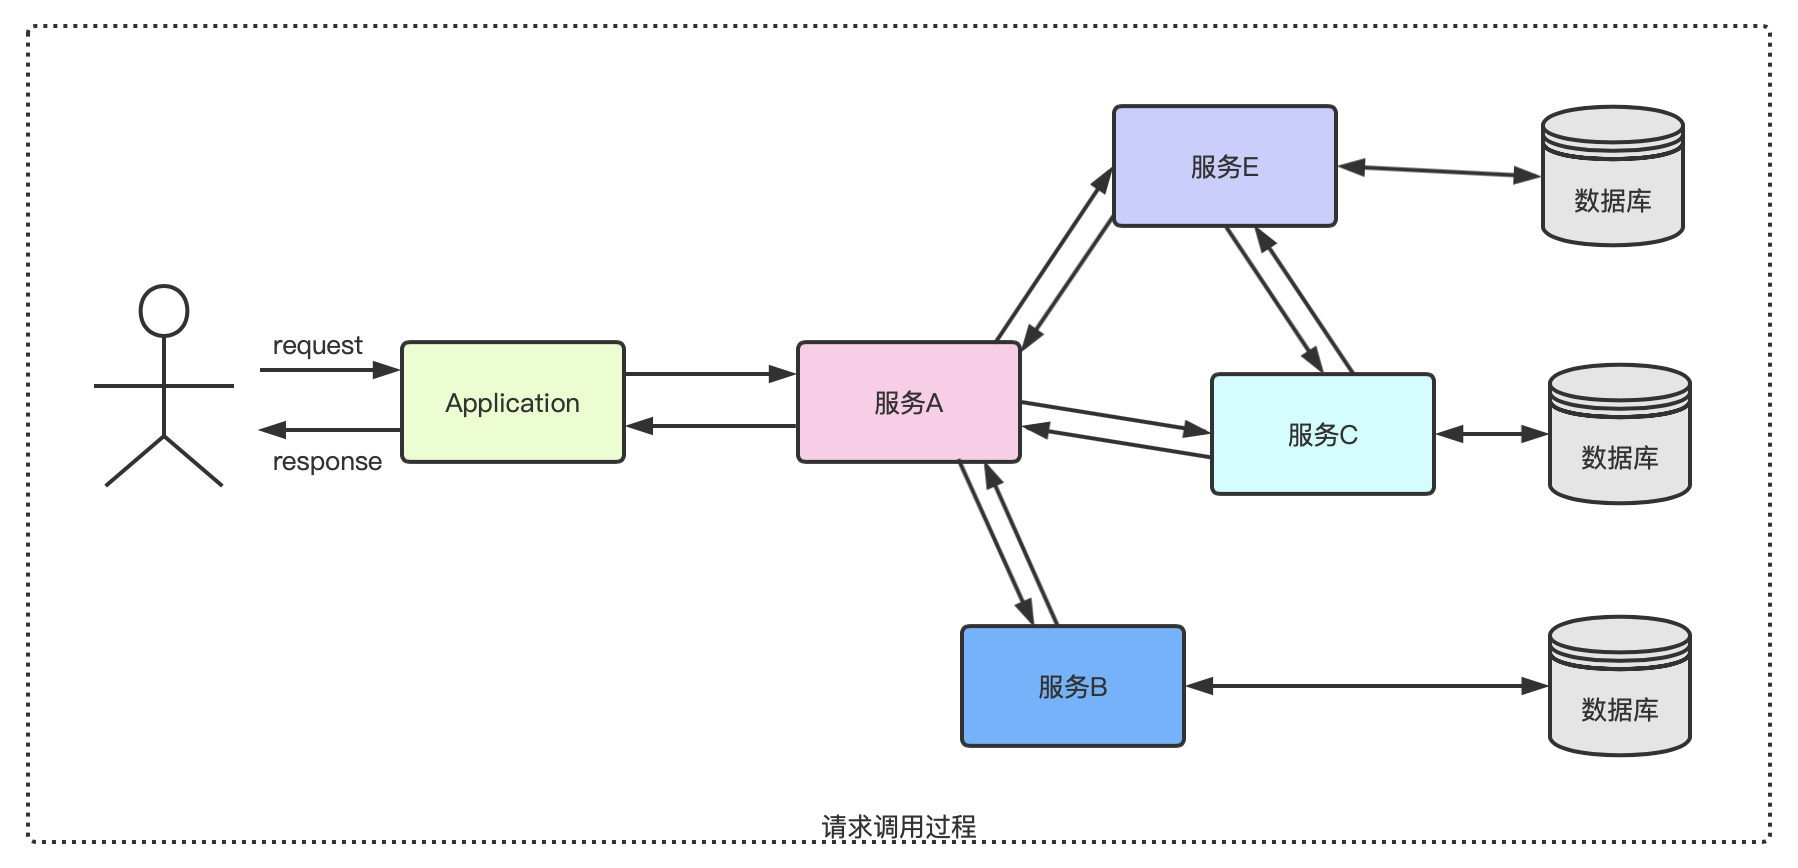 服务E
数据库
request
Application
服务A
服务C
数据库
response
服务B
数据库
请求调用过程